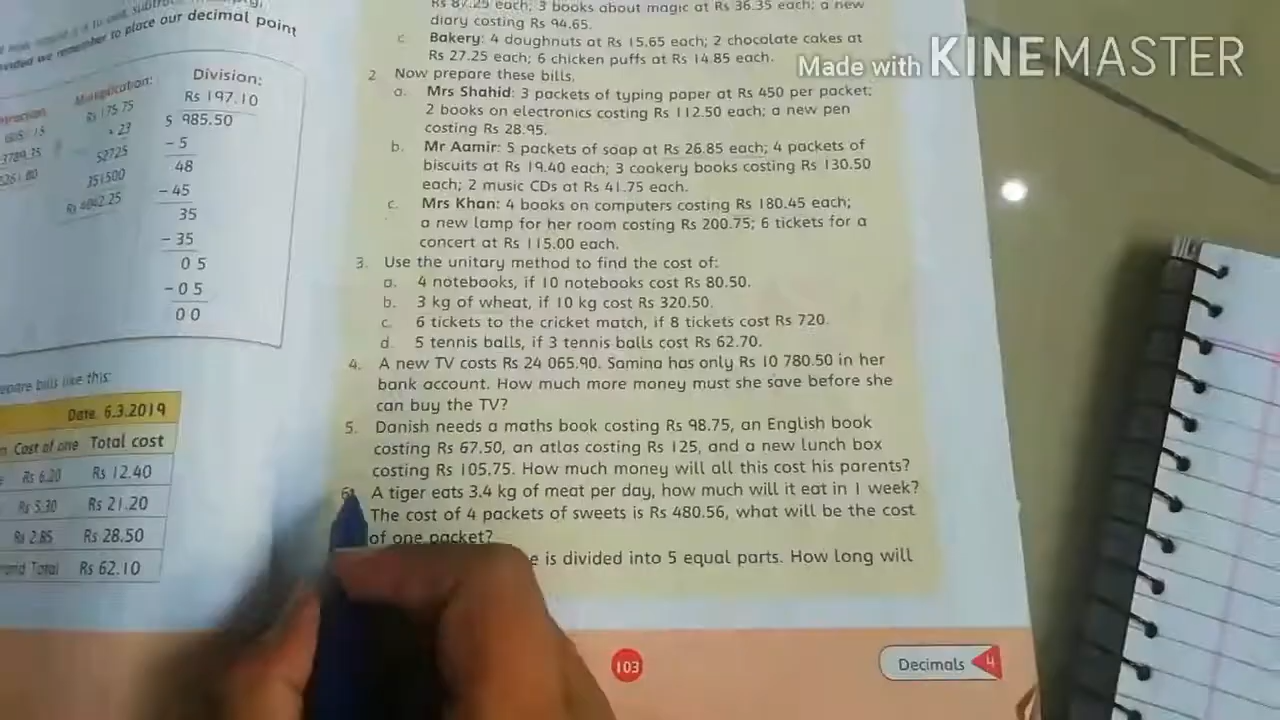 Made with KINEMASTER
to place our decimal point
Multiplication:
Rs 175.75
× 23
52725
351500
Rs 4042.25
Division:
Rs 197.10
5 985.50
- 5
48
- 45
35
- 35
0 5
- 0 5
0 0
bills like this:
Date 6.3.2019
Cost of one Total cost
Rs 6.20 Rs 12.40
Rs 5.30 Rs 21.20
Rs 2.85 Rs 28.50
Total Rs 62.10
Rs 87.25 each; 3 books about magic at Rs 36.35 each; a new
diary costing Rs 94.65.
c. Bakery: 4 doughnuts at Rs 15.65 each; 2 chocolate cakes at
Rs 27.25 each; 6 chicken puffs at Rs 14.85 each.
2 Now prepare these bills.
a. Mrs Shahid: 3 packets of typing paper at Rs 450 per packet;
2 books on electronics costing Rs 112.50 each; a new pen
costing Rs 28.95.
b. Mr Aamir: 5 packets of soap at Rs 26.85 each; 4 packets of
biscuits at Rs 19.40 each; 3 cookery books costing Rs 130.50
each; 2 music CDs at Rs 41.75 each.
c. Mrs Khan: 4 books on computers costing Rs 180.45 each;
a new lamp for her room costing Rs 200.75; 6 tickets for a
concert at Rs 115.00 each.
3. Use the unitary method to find the cost of:
a. 4 notebooks, if 10 notebooks cost Rs 80.50.
b. 3 kg of wheat, if 10 kg cost Rs 320.50.
c. 6 tickets to the cricket match, if 8 tickets cost Rs 720.
d. 5 tennis balls, if 3 tennis balls cost Rs 62.70.
4. A new TV costs Rs 24 065.90. Samina has only Rs 10 780.50 in her
bank account. How much more money must she save before she
can buy the TV?
5. Danish needs a maths book costing Rs 98.75, an English book
costing Rs 67.50, an atlas costing Rs 125, and a new lunch box
costing Rs 105.75. How much money will all this cost his parents?
6. A tiger eats 3.4 kg of meat per day, how much will it eat in 1 week?
The cost of 4 packets of sweets is Rs 480.56, what will be the cost
of one packet?
is divided into 5 equal parts. How long will
103
Decimals 4